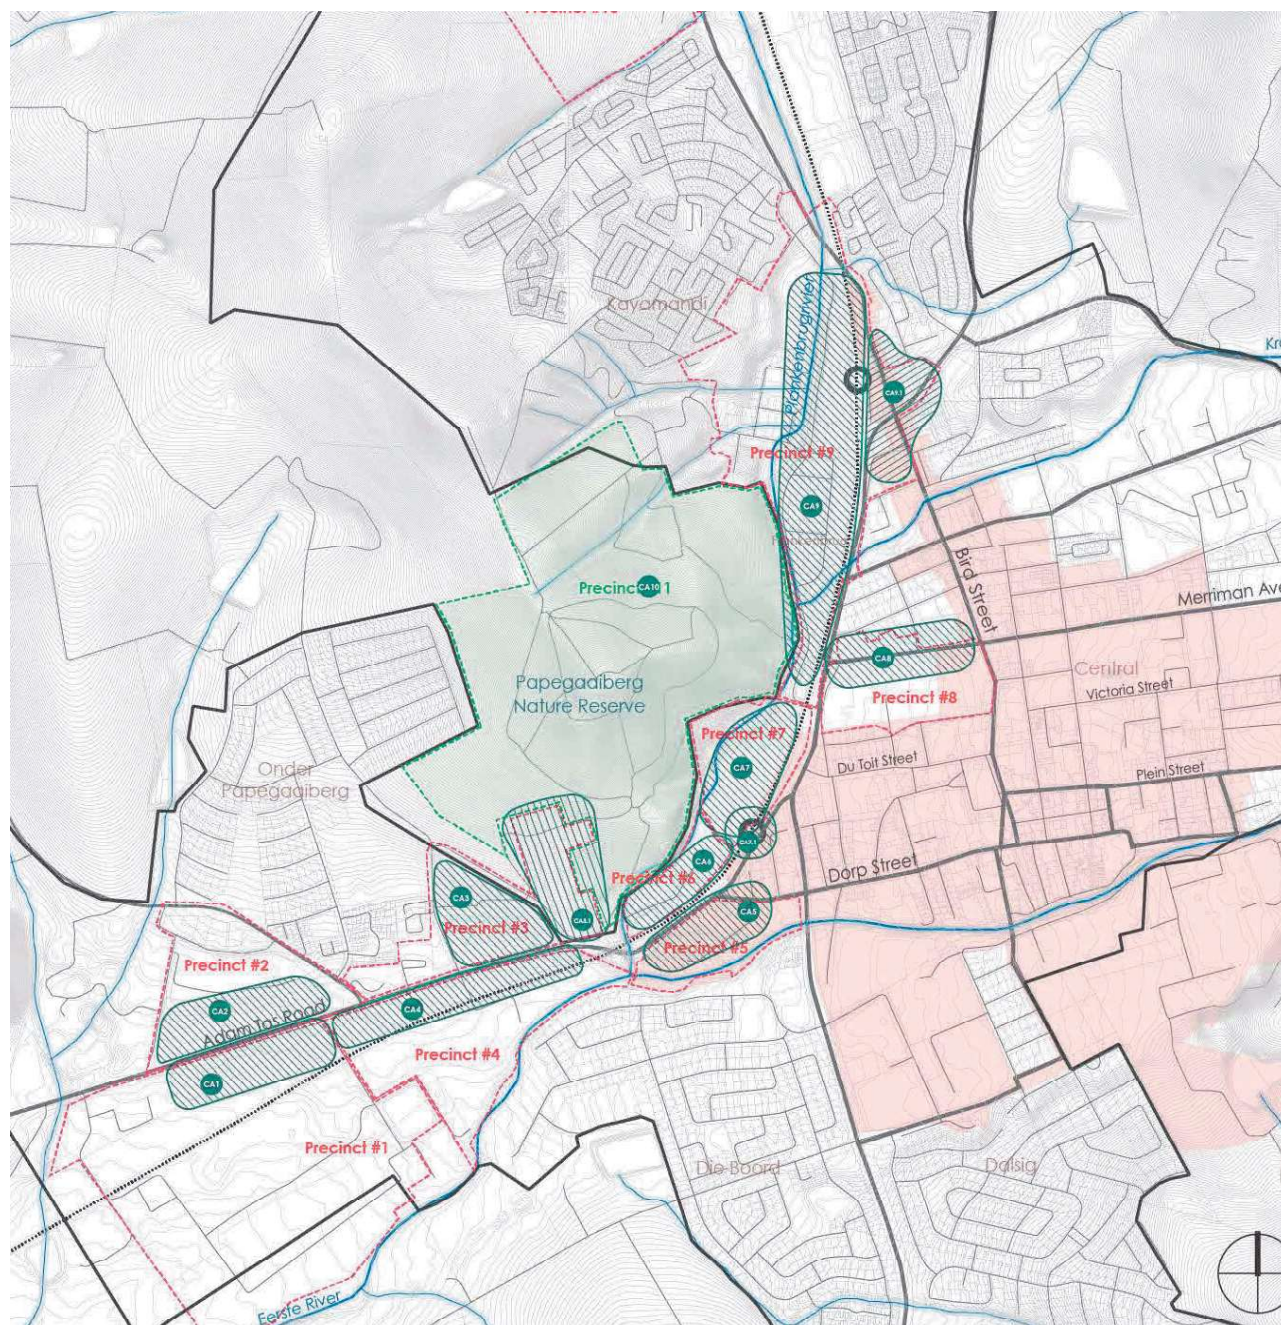 Kayamandi
Plankenbrugrivier
CA9.1
Precinct #9
CA9
Bird Street
Precinct
CA10
1
Merriman Ave
Central
CA8
Victoria Street
Precinct #8
Papegaaiberg
Nature Reserve
Precinct #7
CA7
Du Toit Street
Plein Street
Onder
Papegaaiberg
Dorp Street
CA6
Precinct #6
CA3
Precinct #3
CA5
Precinct #5
Precinct #2
CA2
Adam Tas Road
CA4
CA1
Precinct #4
Precinct #1
Die Boord
Dalsig
Eerste River